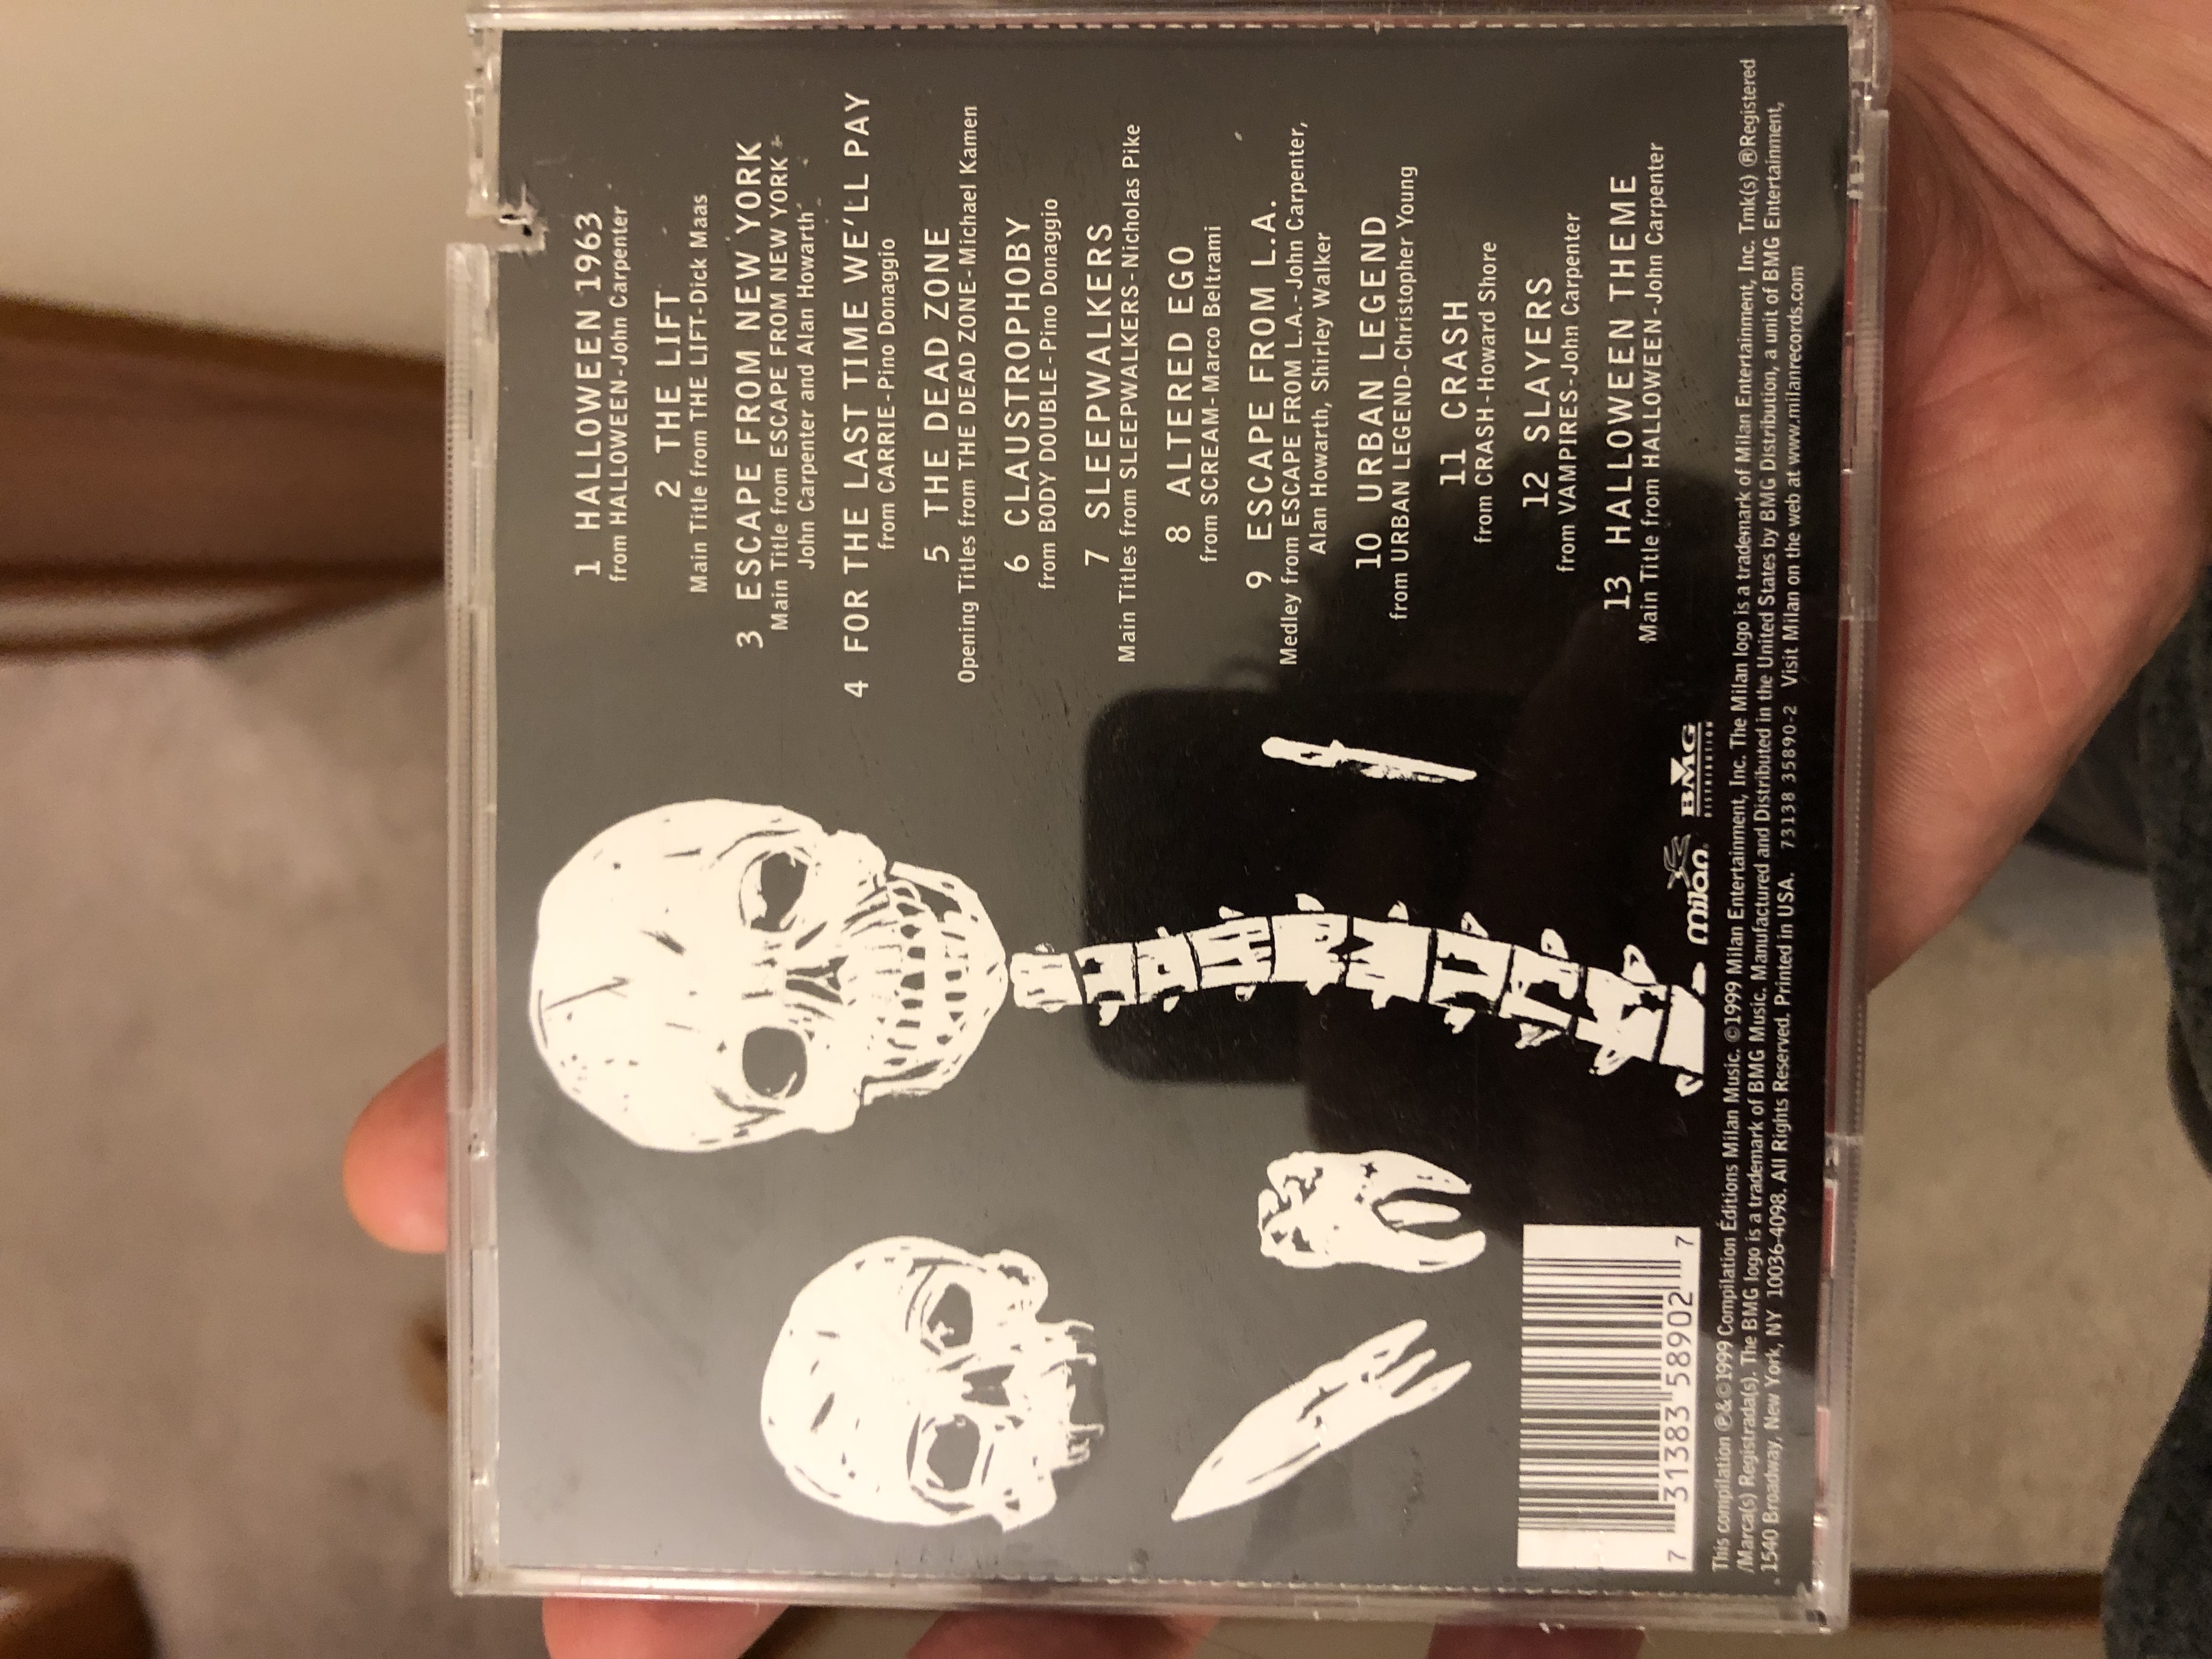 1 HALLOWEEN 1963
from HALLOWEEN-John Carpenter
2 THE LIFT
Main Title from THE LIFT-Dick Maas
3 ESCAPE FROM NEW YORK
Main Title from ESCAPE FROM NEW YORK -
John Carpenter and Alan Howarth
4 FOR THE LAST TIME WE'LL PAY
from CARRIE-Pino Donaggio
5 THE DEAD ZONE
Opening Titles from THE DEAD ZONE-Michael Kamen
6 CLAUSTROPHOBY
from BODY DOUBLE-Pino Donaggio
7 SLEEPWALKERS
Main Titles from SLEEPWALKERS-Nicholas Pike
8 ALTERED EGO
from SCREAM-Marco Beltrami
9 ESCAPE FROM L.A.
Medley from ESCAPE FROM L.A.-John Carpenter,
Alan Howarth, Shirley Walker
10 URBAN LEGEND
from URBAN LEGEND-Christopher Young
11 CRASH
from CRASH-Howard Shore
12 SLAYERS
from VAMPIRES-John Carpenter
13 HALLOWEEN THEME
Main Title from HALLOWEEN-John Carpenter
7 31383 58902 7
milan BMG
DISTRIBUTION
This compilation ℗&©1999 Compilation Éditions Milan Music. ©1999 Milan Entertainment, Inc. The Milan logo is a trademark of Milan Entertainment, Inc. Tmk(s) ®Registered
/Marca(s) Registrada(s). The BMG logo is a trademark of BMG Music. Manufactured and Distributed in the United States by BMG Distribution, a unit of BMG Entertainment,
1540 Broadway, New York, NY 10036-4098. All Rights Reserved. Printed in USA. 73138 35890-2 Visit Milan on the web at www.milanrecords.com